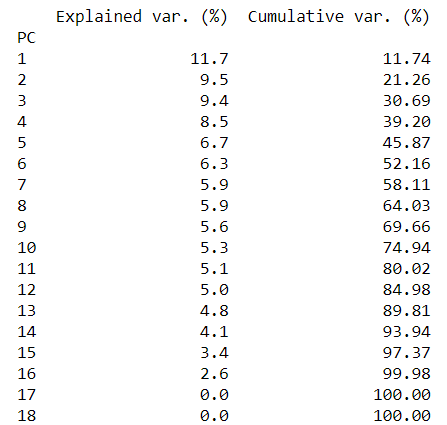 Explained var. (%) Cumulative var. (%)
PC
1 11.7 11.74
2 9.5 21.26
3 9.4 30.69
4 8.5 39.20
5 6.7 45.87
6 6.3 52.16
7 5.9 58.11
8 5.9 64.03
9 5.6 69.66
10 5.3 74.94
11 5.1 80.02
12 5.0 84.98
13 4.8 89.81
14 4.1 93.94
15 3.4 97.37
16 2.6 99.98
17 0.0 100.00
18 0.0 100.00